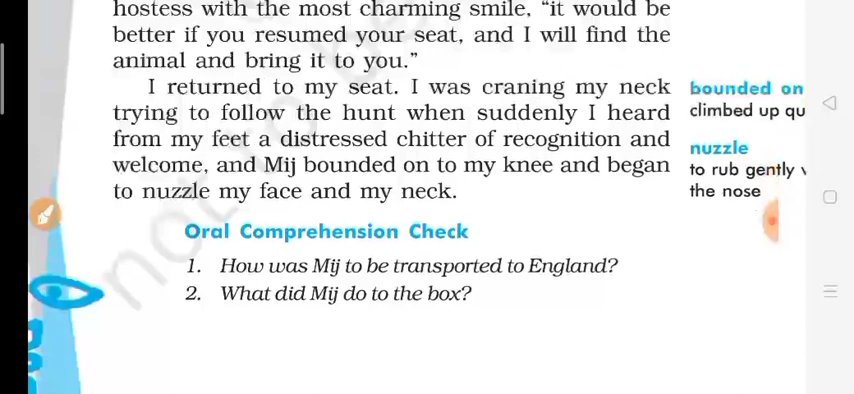 hostess with the most charming smile, “it would be
better if you resumed your seat, and I will find the
animal and bring it to you.”
I returned to my seat. I was craning my neck
trying to follow the hunt when suddenly I heard
from my feet a distressed chitter of recognition and
welcome, and Mij bounded on to my knee and began
to nuzzle my face and my neck.
bounded on
climbed up qu
nuzzle
to rub gently
the nose
Oral Comprehension Check
1. How was Mij to be transported to England?
2. What did Mij do to the box?
not to be